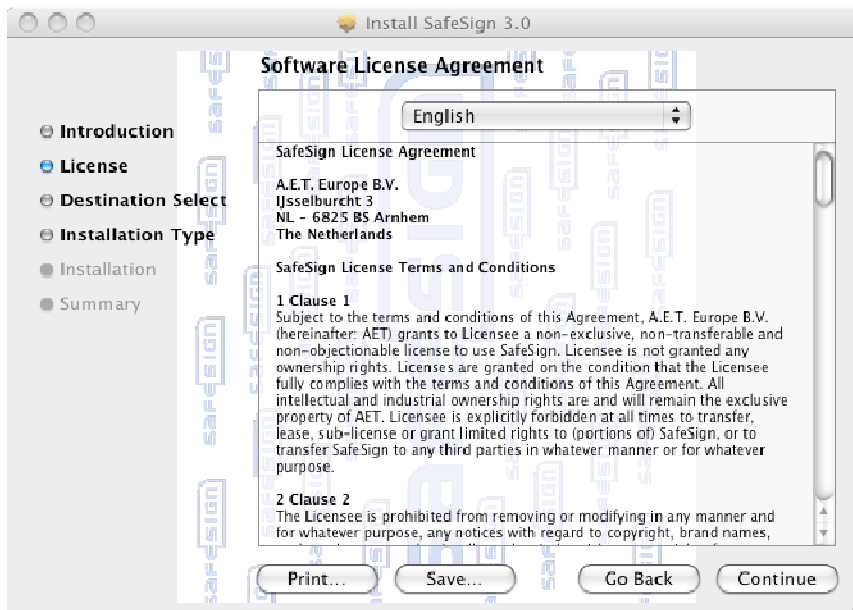 Install SafeSign 3.0
Software License Agreement
English
Introduction
License
Destination Select
Installation Type
Installation
Summary
SafeSign License Agreement
A.E.T. Europe B.V.
IJsselburcht 3
NL - 6825 BS Arnhem
The Netherlands
SafeSign License Terms and Conditions
1 Clause 1
Subject to the terms and conditions of this Agreement, A.E.T. Europe B.V.
(hereinafter: AET) grants to Licensee a non-exclusive, non-transferable and
non-objectionable license to use SafeSign. Licensee is not granted any
ownership rights. Licenses are granted on the condition that the Licensee
fully complies with the terms and conditions of this Agreement. All
intellectual and industrial ownership rights are and will remain the exclusive
property of AET. Licensee is explicitly forbidden at all times to transfer,
lease, sub-license or grant limited rights to (portions of) SafeSign, or to
transfer SafeSign to any third parties in whatever manner or for whatever
purpose.
2 Clause 2
The Licensee is prohibited from removing or modifying in any manner and
for whatever purpose, any notices with regard to copyright, brand names,
Print...
Save...
Go Back
Continue